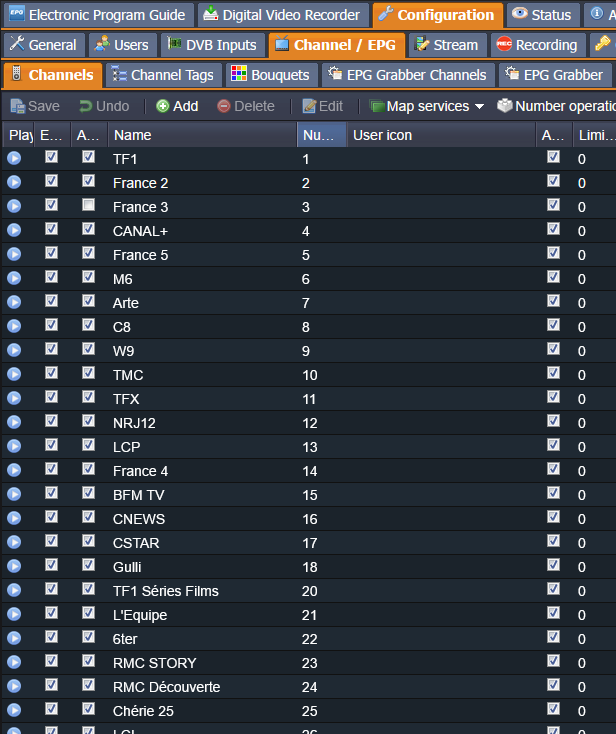 EPG Electronic Program Guide Digital Video Recorder Configuration Status A
General Users DVB Inputs Channel / EPG Stream REC Recording
Channels Channel Tags Bouquets EPG Grabber Channels EPG Grabber
Save Undo Add Delete Edit Map services Number operatio
Play E... A... Name Nu... User icon A... Limi...
TF1 1 0
France 2 2 0
France 3 3 0
CANAL+ 4 0
France 5 5 0
M6 6 0
Arte 7 0
C8 8 0
W9 9 0
TMC 10 0
TFX 11 0
NRJ12 12 0
LCP 13 0
France 4 14 0
BFM TV 15 0
CNEWS 16 0
CSTAR 17 0
Gulli 18 0
TF1 Séries Films 20 0
L'Equipe 21 0
6ter 22 0
RMC STORY 23 0
RMC Découverte 24 0
Chérie 25 25 0
LCI 26 0